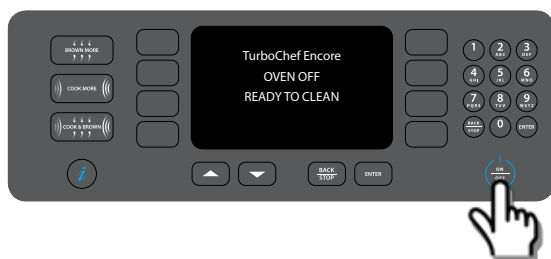 BROWN MORE
COOK MORE
COOK & BROWN
i
TurboChef Encore
OVEN OFF
READY TO CLEAN
BACK
STOP
ENTER
1
2
ABC
3
DEF
4
GHI
5
JKL
6
MNO
7
PQRS
8
TUV
9
WXYZ
BACK
STOP
0
ENTER
ON
OFF